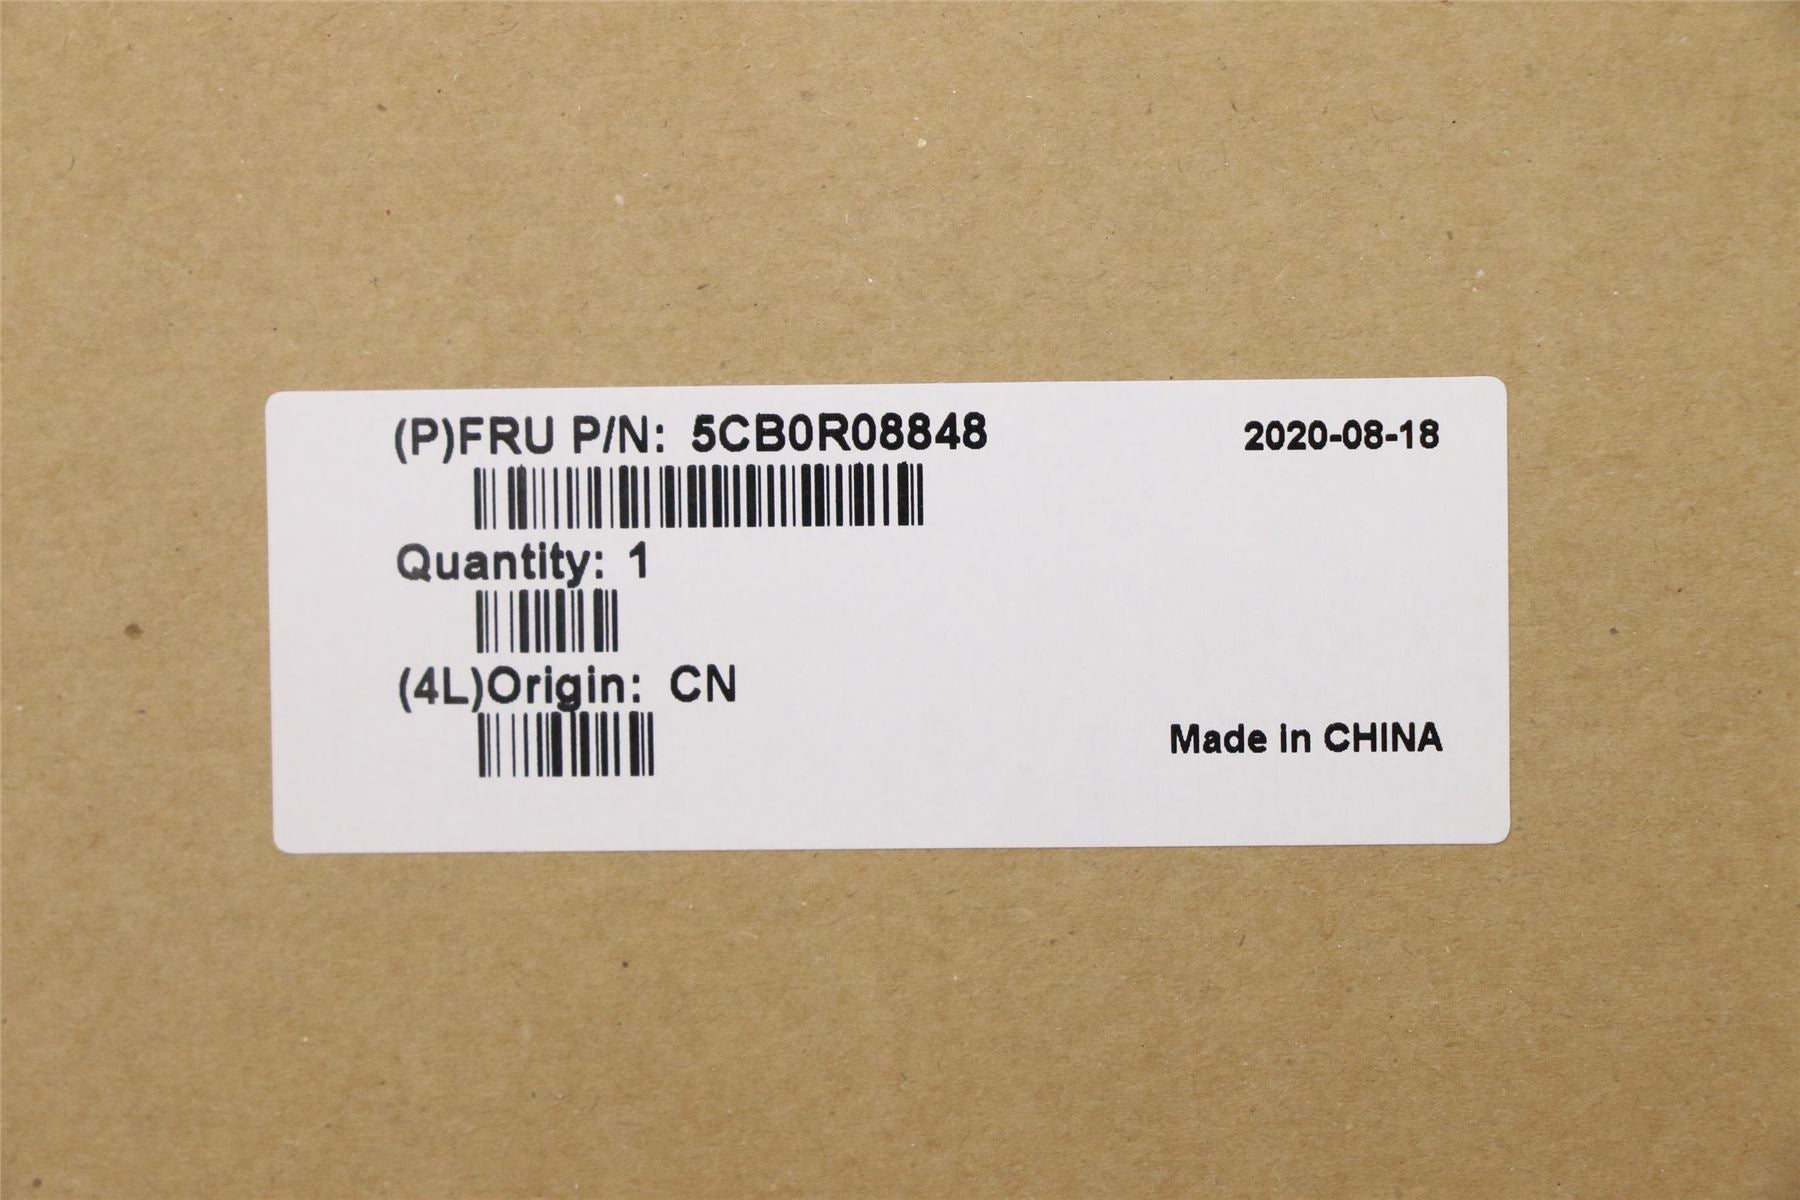 (P)FRU P/N: 5CB0R08848
2020-08-18
Quantity: 1
(4L)Origin: CN
Made in CHINA